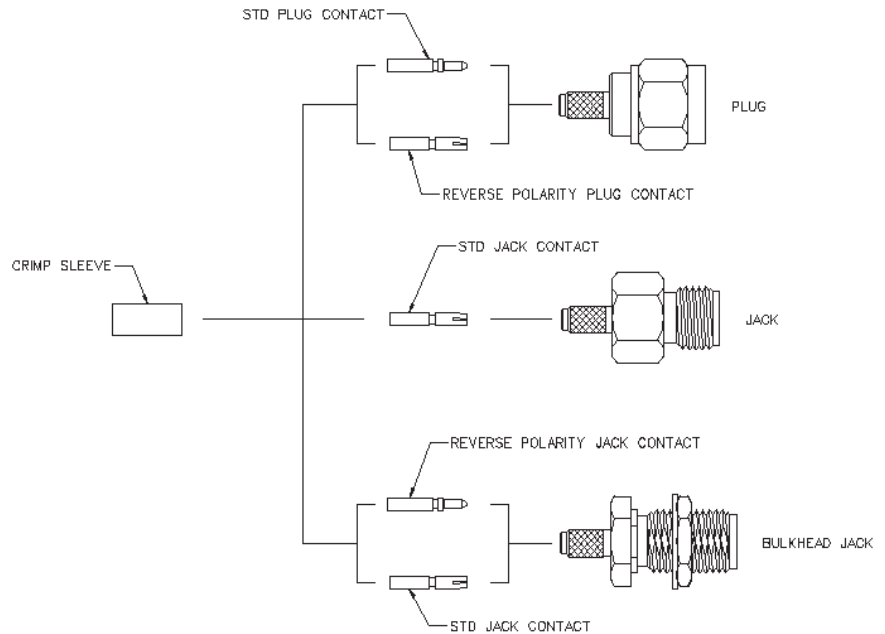 STD PLUG CONTACT
PLUG
REVERSE POLARITY PLUG CONTACT
STD JACK CONTACT
CRIMP SLEEVE
JACK
REVERSE POLARITY JACK CONTACT
BULKHEAD JACK
STD JACK CONTACT